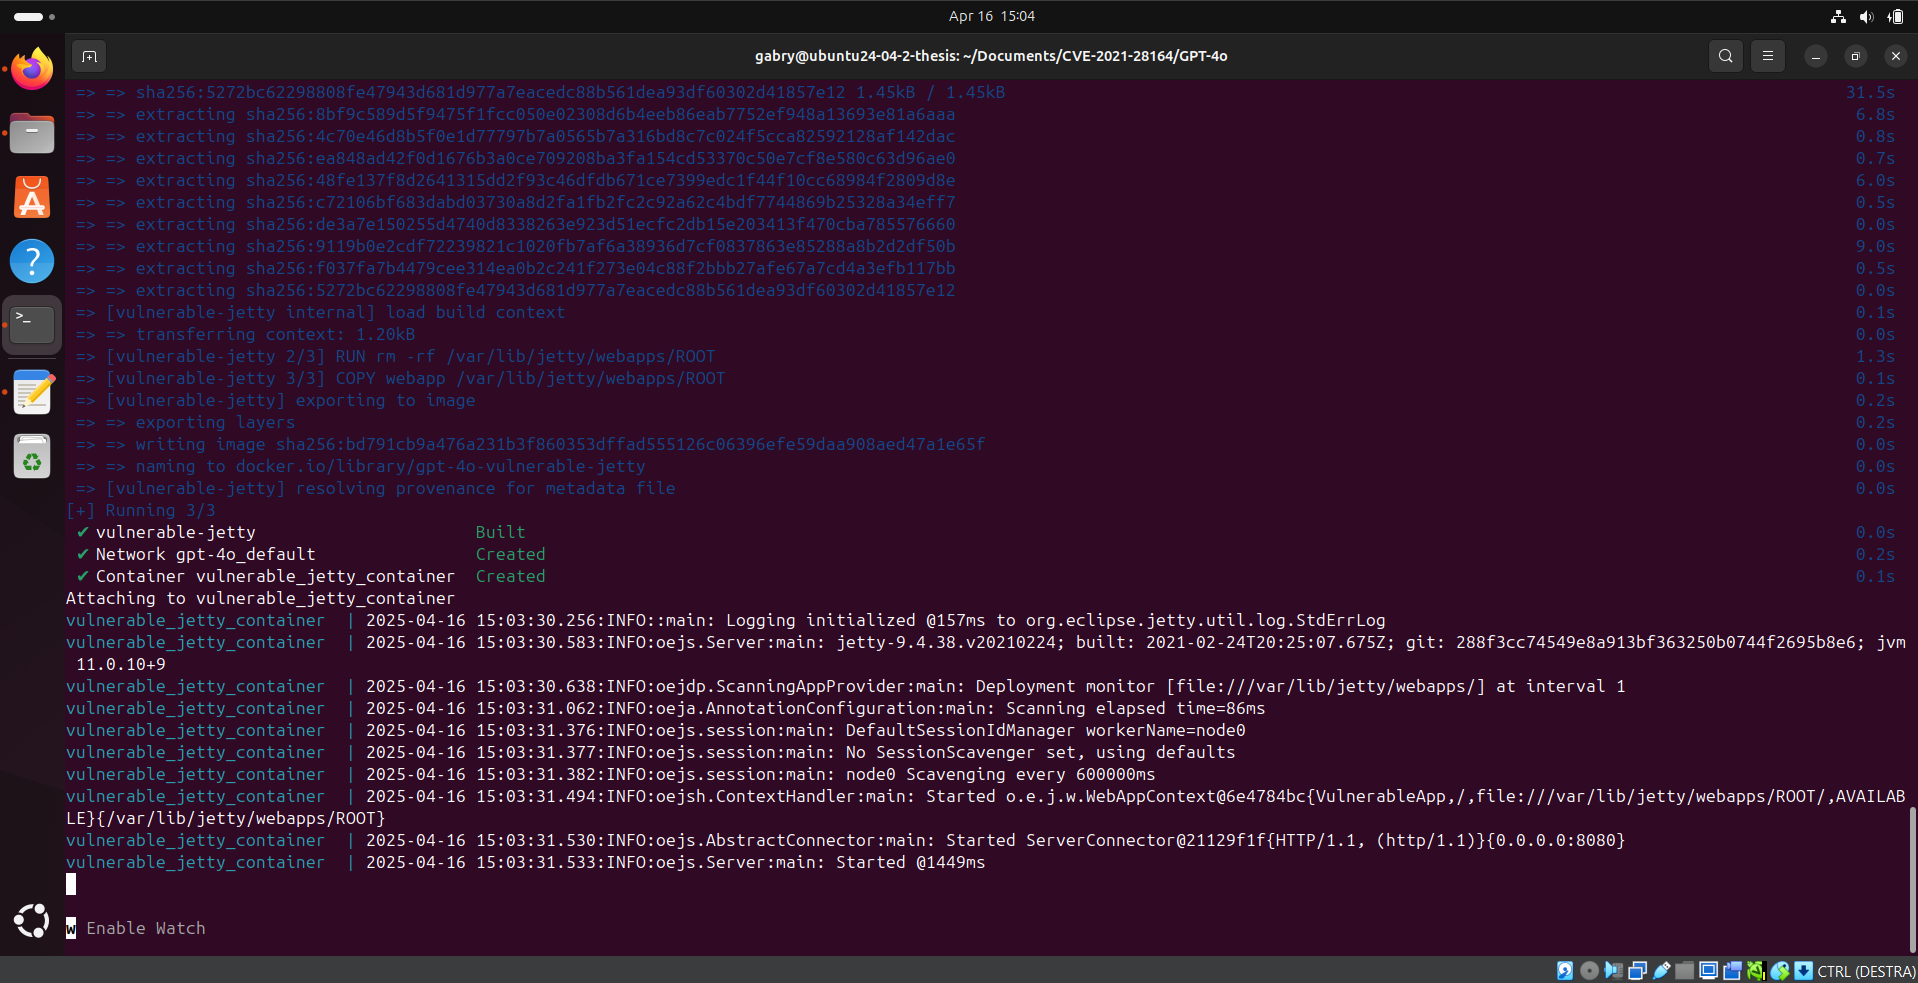 Apr 16 15:04
gabry@ubuntu24-04-2-thesis: ~/Documents/CVE-2021-28164/GPT-4o
=> => sha256:5272bc62298808fe47943d681d977a7eacedc88b561dea93df60302d41857e12 1.45kB / 1.45kB 31.5s
=> => extracting sha256:8bf9c589d5f9475f1fcc050e02308d6b4eeb86eab7752ef948a13693e81a6aaa 6.8s
=> => extracting sha256:4c70e46d8b5f0e1d77797b7a0565b7a316bd8c7c024f5cca82592128af142dac 0.8s
=> => extracting sha256:ea848ad42f0d1676b3a0ce709208ba3fa154cd53370c50e7cf8e580c63d96ae0 0.7s
=> => extracting sha256:48fe137f8d2641315dd2f93c46dfdb671ce7399edc1f44f10cc68984f2809d8e 6.0s
=> => extracting sha256:c72106bf683dabd03730a8d2fa1fb2fc2c92a62c4bdf7744869b25328a34eff7 0.5s
=> => extracting sha256:de3a7e150255d4740d8338263e923d51ecfc2db15e203413f470cba785576660 0.0s
=> => extracting sha256:9119b0e2cdf72239821c1020fb7af6a38936d7cf0837863e85288a8b2d2df50b 9.0s
=> => extracting sha256:f037fa7b4479cee314ea0b2c241f273e04c88f2bbb27afe67a7cd4a3efb117bb 0.5s
=> => extracting sha256:5272bc62298808fe47943d681d977a7eacedc88b561dea93df60302d41857e12 0.0s
=> [vulnerable-jetty internal] load build context 0.1s
=> => transferring context: 1.20kB 0.0s
=> [vulnerable-jetty 2/3] RUN rm -rf /var/lib/jetty/webapps/ROOT 1.3s
=> [vulnerable-jetty 3/3] COPY webapp /var/lib/jetty/webapps/ROOT 0.1s
=> [vulnerable-jetty] exporting to image 0.2s
=> => exporting layers 0.2s
=> => writing image sha256:bd791cb9a476a231b3f860353dffad555126c06396efe59daa908aed47a1e65f 0.0s
=> => naming to docker.io/library/gpt-4o-vulnerable-jetty 0.0s
=> [vulnerable-jetty] resolving provenance for metadata file 0.0s
[+] Running 3/3
✔ vulnerable-jetty Built 0.0s
✔ Network gpt-4o_default Created 0.2s
✔ Container vulnerable_jetty_container Created 0.1s
Attaching to vulnerable_jetty_container
vulnerable_jetty_container | 2025-04-16 15:03:30.256:INFO::main: Logging initialized @157ms to org.eclipse.jetty.util.log.StdErrLog
vulnerable_jetty_container | 2025-04-16 15:03:30.583:INFO:oejs.Server:main: jetty-9.4.38.v20210224; built: 2021-02-24T20:25:07.675Z; git: 288f3cc74549e8a913bf363250b0744f2695b8e6; jvm
11.0.10+9
vulnerable_jetty_container | 2025-04-16 15:03:30.638:INFO:oejdp.ScanningAppProvider:main: Deployment monitor [file:///var/lib/jetty/webapps/] at interval 1
vulnerable_jetty_container | 2025-04-16 15:03:31.062:INFO:oeja.AnnotationConfiguration:main: Scanning elapsed time=86ms
vulnerable_jetty_container | 2025-04-16 15:03:31.376:INFO:oejs.session:main: DefaultSessionIdManager workerName=node0
vulnerable_jetty_container | 2025-04-16 15:03:31.377:INFO:oejs.session:main: No SessionScavenger set, using defaults
vulnerable_jetty_container | 2025-04-16 15:03:31.382:INFO:oejs.session:main: node0 Scavenging every 600000ms
vulnerable_jetty_container | 2025-04-16 15:03:31.494:INFO:oejsh.ContextHandler:main: Started o.e.j.w.WebAppContext@6e4784bc{VulnerableApp,/,file:///var/lib/jetty/webapps/ROOT/,AVAILAB
LE}{/var/lib/jetty/webapps/ROOT}
vulnerable_jetty_container | 2025-04-16 15:03:31.530:INFO:oejs.AbstractConnector:main: Started ServerConnector@21129f1f{HTTP/1.1, (http/1.1)}{0.0.0.0:8080}
vulnerable_jetty_container | 2025-04-16 15:03:31.533:INFO:oejs.Server:main: Started @1449ms
w Enable Watch
CTRL (DESTRA)